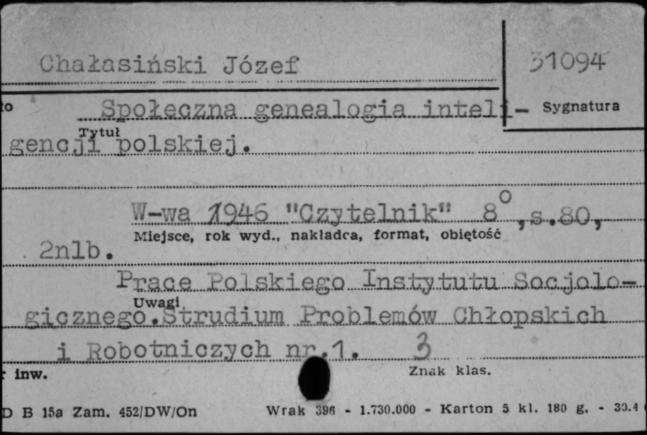 Chałasiński Józef
31094
to Społeczna genealogia inteli- Sygnatura
Tytuł
gencji polskiej.
W-wa 1946 "Czytelnik" 8°, s.80,
Miejsce, rok wyd., nakładca, format, objętość
2nlb.
Prace Polskiego Instytutu Socjolo-
Uwagi
gicznego.Strudium Problemów Chłopskich
i Robotniczych nr.1. 3
r inw. Znak klas.
D B 15a Zam. 452/DW/On Wrak 396 - 1.730.000 - Karton 5 kl. 180 g. - 30.4